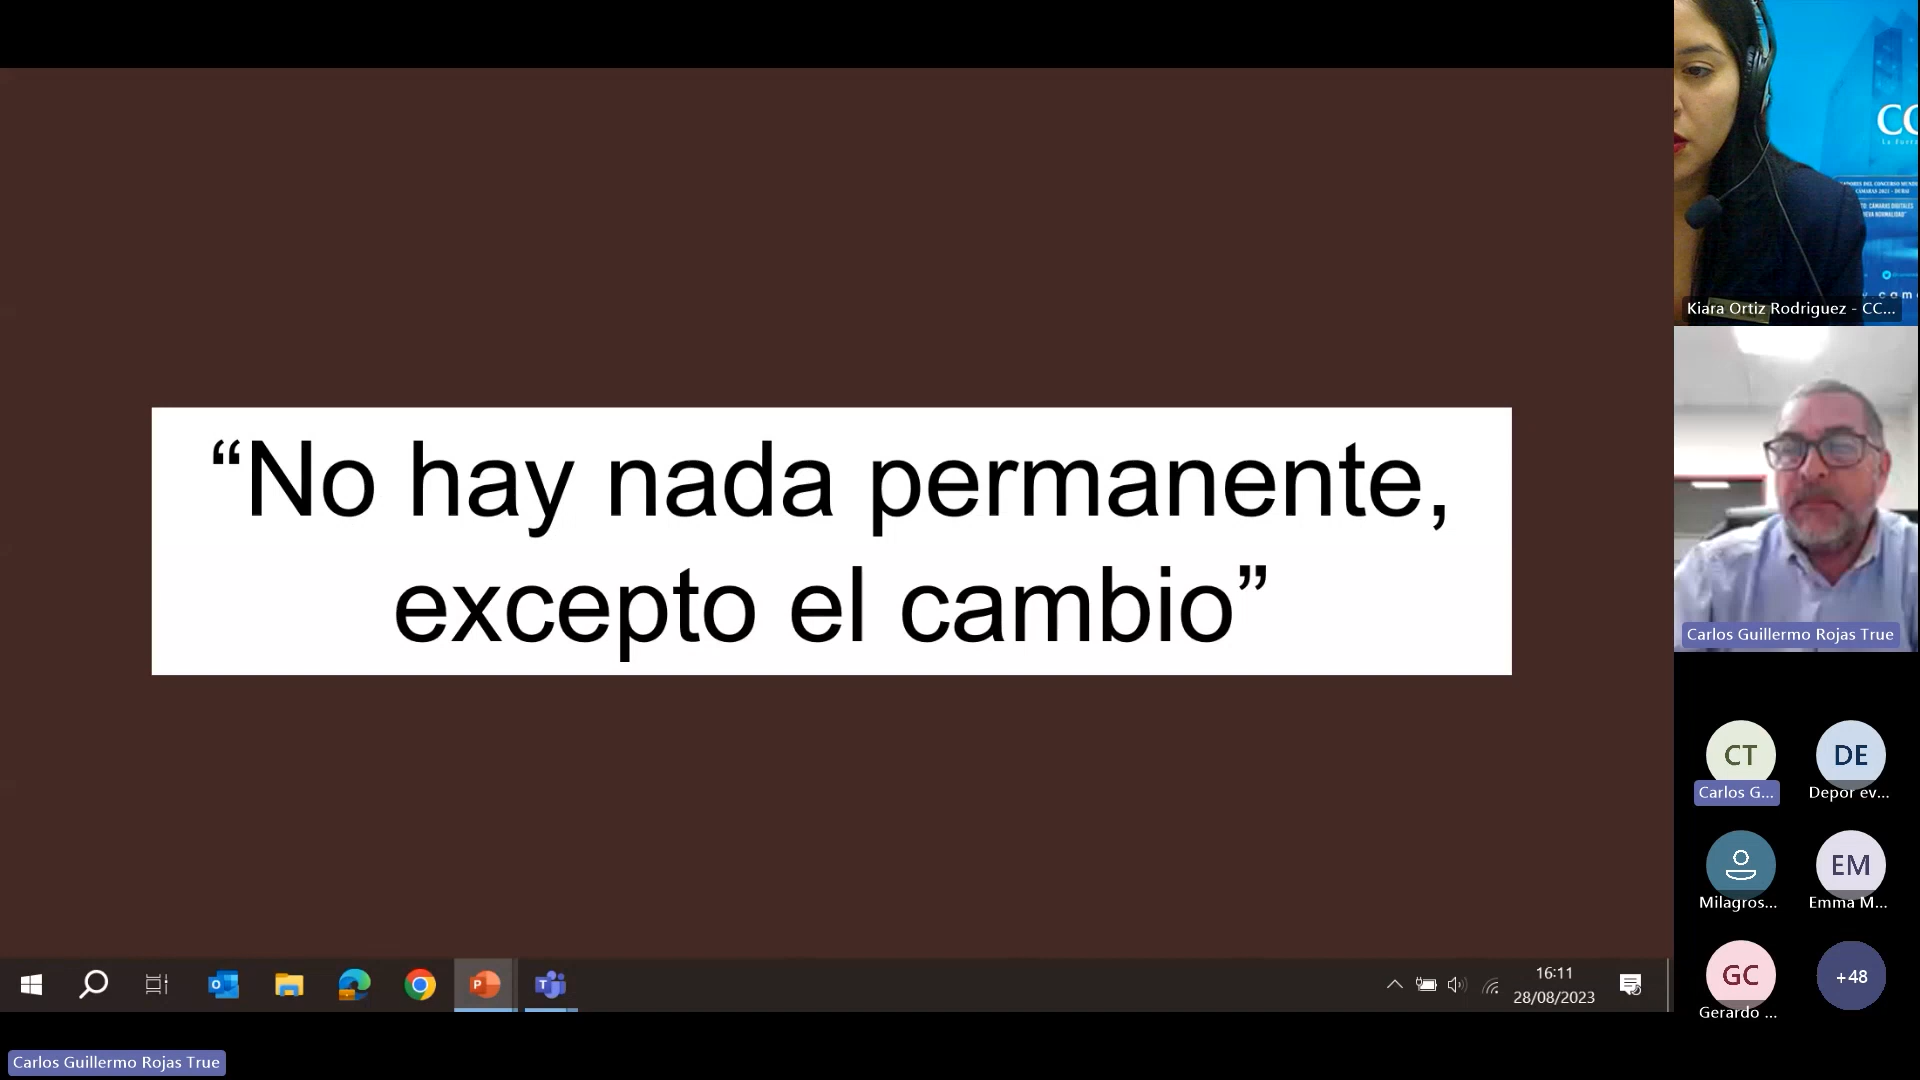 “No hay nada permanente,
excepto el cambio”
CC
Kiara Ortiz Rodriguez - CC...
Carlos Guillermo Rojas True
CT
Carlos G...
DE
Depor ev...
Milagros...
EM
Emma M...
GC
Gerardo ...
+48
16:11
28/08/2023
Carlos Guillermo Rojas True